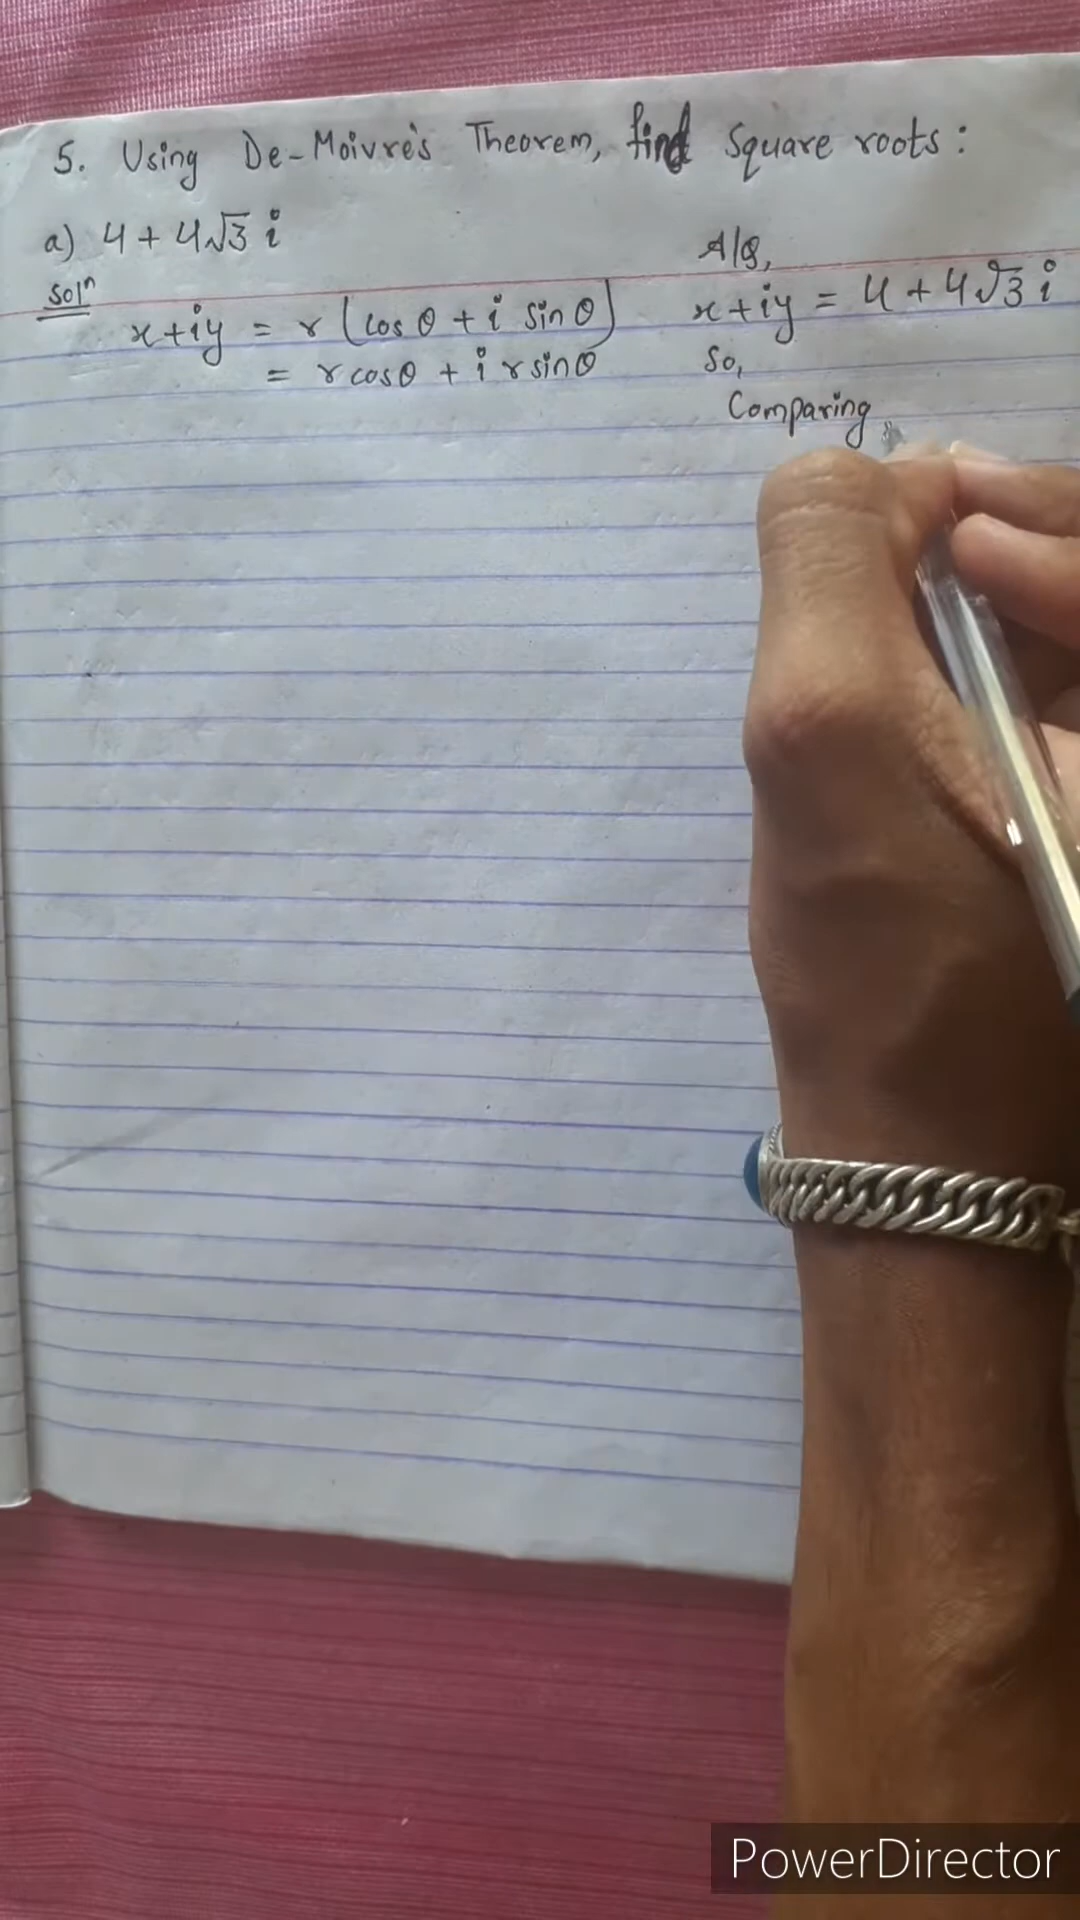 5. Using De-Moivre's Theorem, find Square roots:
a) 4 + 4√3 i
Solⁿ
x+iy = r (cos θ + i sin θ)
= r cos θ + i r sin θ
A/Q,
x+iy = 4 + 4√3 i
So,
Comparing
PowerDirector